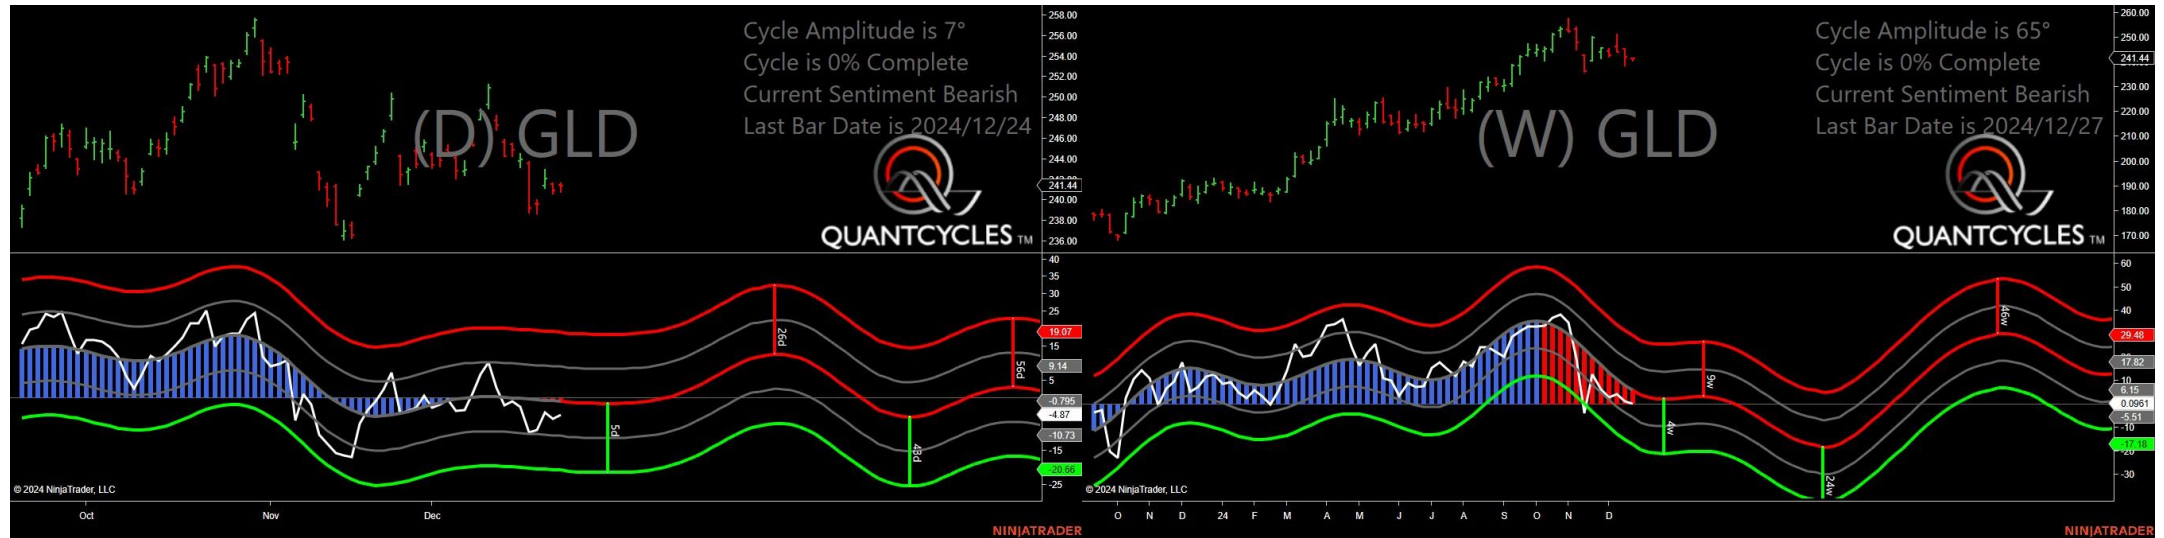 Cycle Amplitude is 7°
Cycle is 0% Complete
Current Sentiment Bearish
Last Bar Date is 2024/12/24
(D) GLD
QUANTCYCLES TM
258.00
256.00
254.00
252.00
250.00
248.00
246.00
244.00
241.44
240.00
238.00
236.00
40
35
30
25
19.07
15
9.14
5
-0.795
-4.87
-10.73
-15
-20.66
-25
5d
26d
43d
56d
© 2024 NinjaTrader, LLC
Oct Nov Dec
NINJATRADER
Cycle Amplitude is 65°
Cycle is 0% Complete
Current Sentiment Bearish
Last Bar Date is 2024/12/27
(W) GLD
QUANTCYCLES TM
260.00
250.00
241.44
230.00
220.00
210.00
200.00
190.00
180.00
170.00
60
50
40
29.48
17.82
10
6.15
0.0961
-5.51
-10
-17.18
-20
-30
4w
9w
24w
46w
© 2024 NinjaTrader, LLC
O N D 24 F M A M J J A S O N D
NINJATRADER